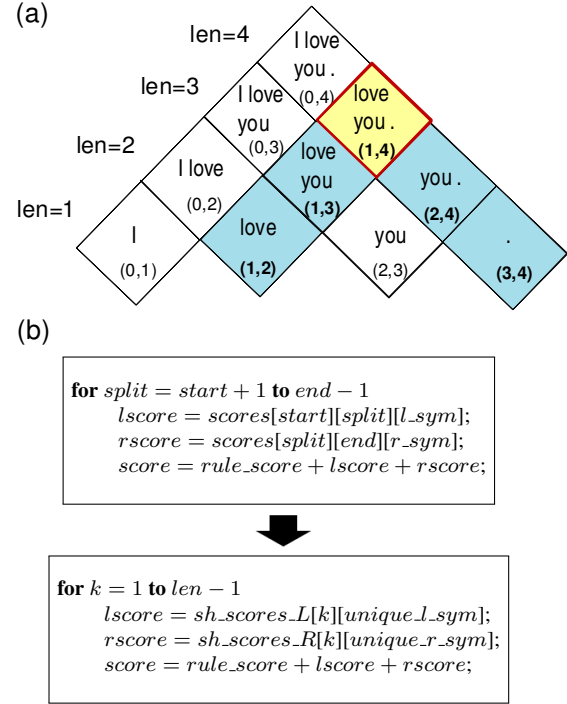 (a)
len=4
I love
you .
(0,4)
len=3
I love
you
(0,3)
love
you .
(1,4)
len=2
I love
(0,2)
love
you
(1,3)
you .
(2,4)
len=1
I
(0,1)
love
(1,2)
you
(2,3)
.
(3,4)
(b)
for split = start + 1 to end − 1
lscore = scores[start][split][l_sym];
rscore = scores[split][end][r_sym];
score = rule_score + lscore + rscore;
for k = 1 to len − 1
lscore = sh_scores_L[k][unique_l_sym];
rscore = sh_scores_R[k][unique_r_sym];
score = rule_score + lscore + rscore;